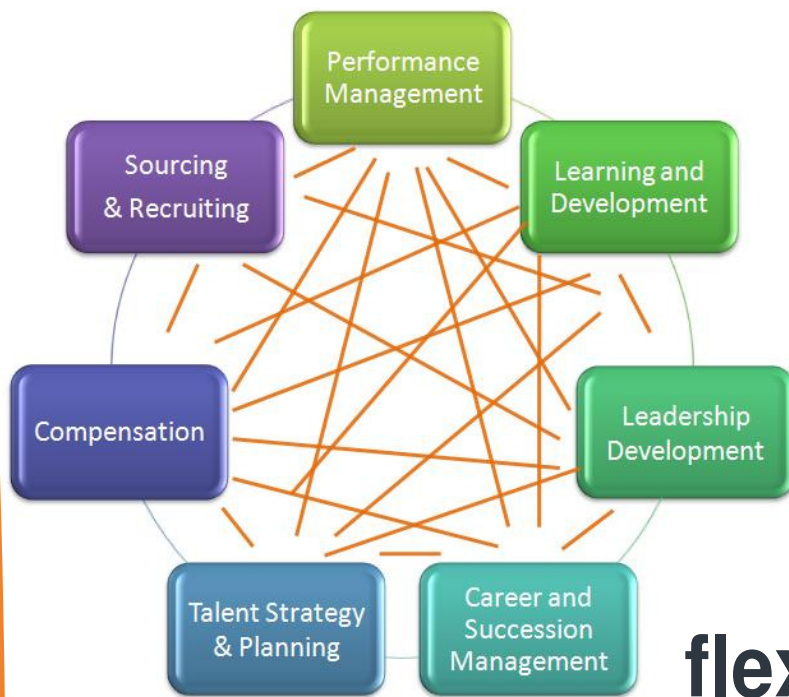 Performance
Management
Sourcing
& Recruiting
Learning and
Development
Compensation
Leadership
Development
Talent Strategy
& Planning
Career and
Succession
Management
flex